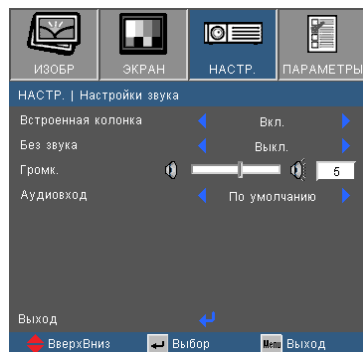 ИЗОБР ЭКРАН НАСТР. ПАРАМЕТРЫ
НАСТР. | Настройки звука
Встроенная колонка Вкл.
Без звука Выкл.
Громк. 5
Аудиовход По умолчанию
Выход
ВверхВниз Выбор Menu Выход